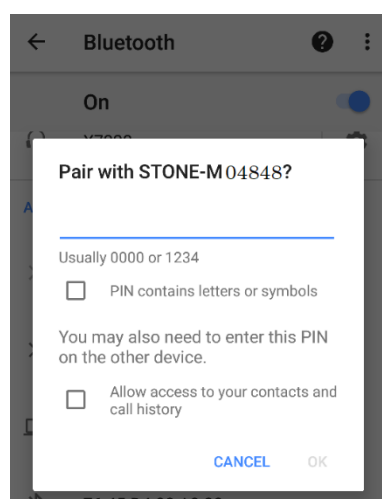 Bluetooth
On
Pair with STONE-M04848?
Usually 0000 or 1234
PIN contains letters or symbols
You may also need to enter this PIN
on the other device.
Allow access to your contacts and
call history
CANCEL OK